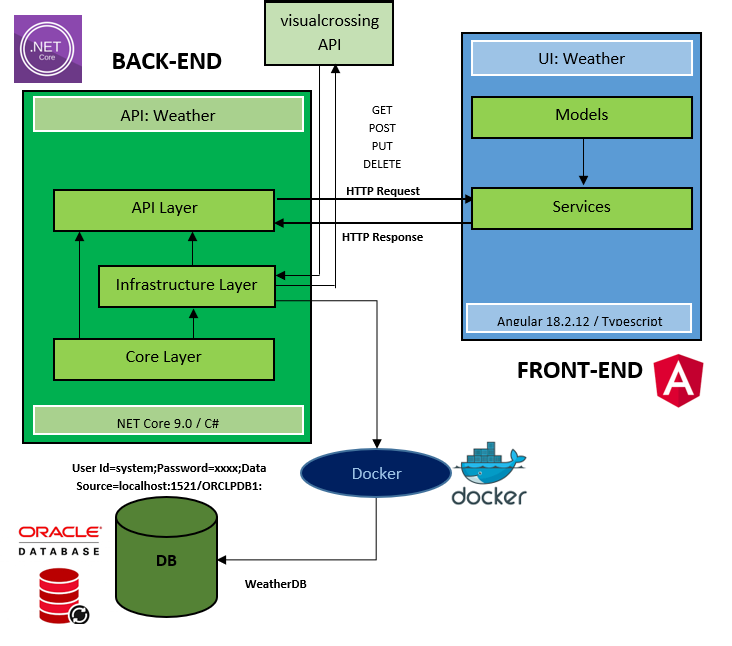 .NET
Core
BACK-END
visualcrossing
API
UI: Weather
API: Weather
Models
GET
POST
PUT
DELETE
API Layer
HTTP Request
Services
HTTP Response
Infrastructure Layer
Angular 18.2.12 / Typescript
Core Layer
FRONT-END
NET Core 9.0 / C#
User Id=system;Password=xxxx;Data
Source=localhost:1521/ORCLPDB1:
Docker
docker
ORACLE
DATABASE
DB
WeatherDB